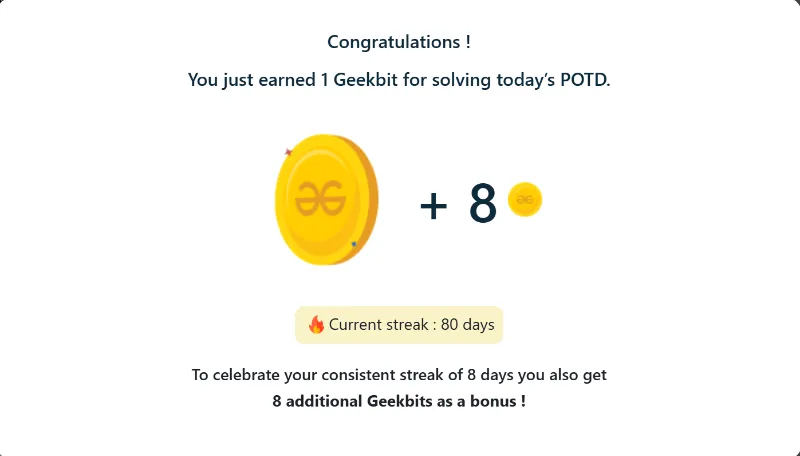 Congratulations !
You just earned 1 Geekbit for solving today’s POTD.
+ 8
Current streak : 80 days
To celebrate your consistent streak of 8 days you also get
8 additional Geekbits as a bonus !